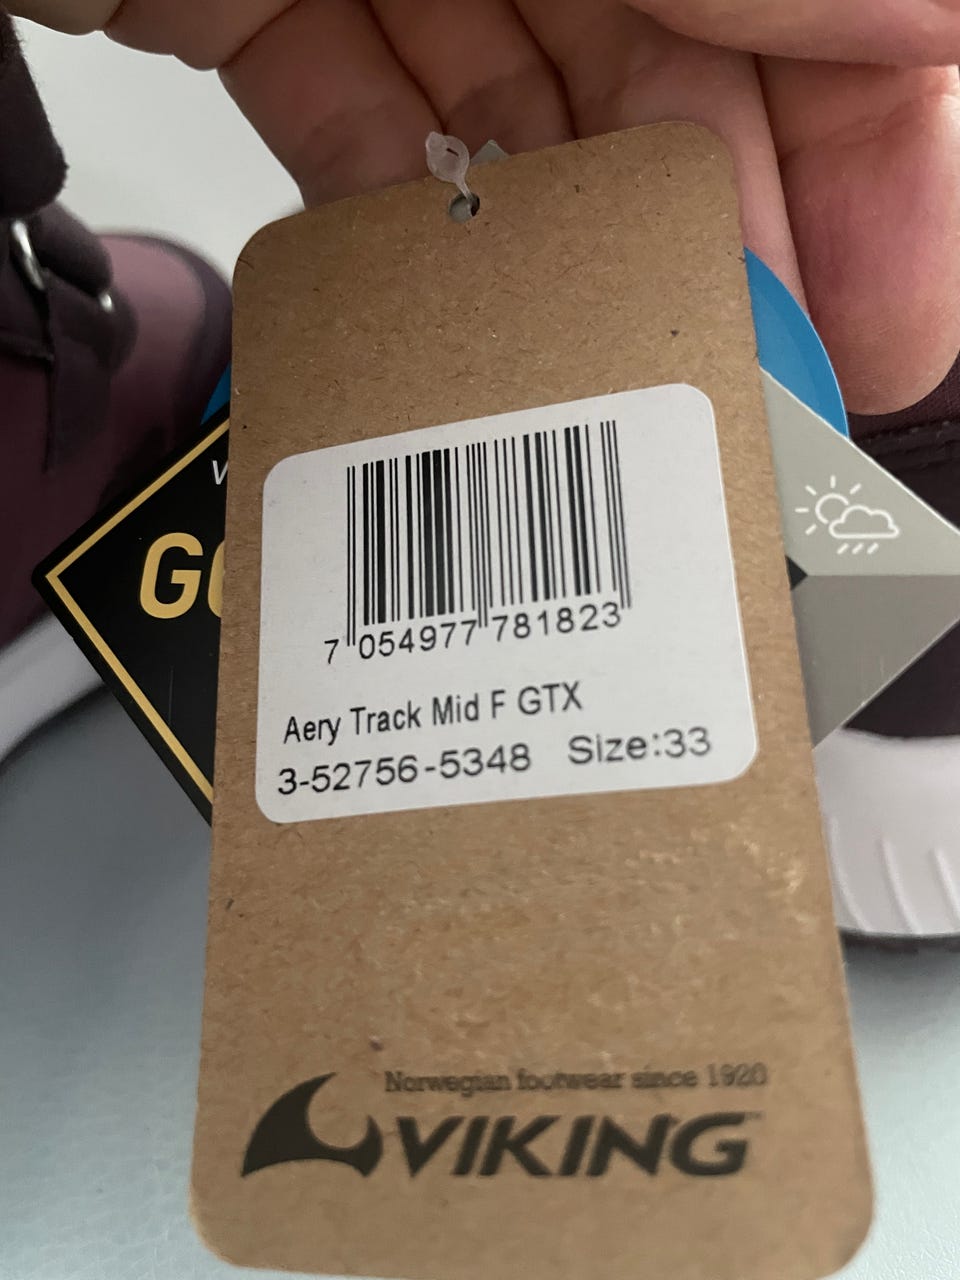 7 054977 781823
Aery Track Mid F GTX
3-52756-5348 Size:33
Norwegian footwear since 1920
VIKING